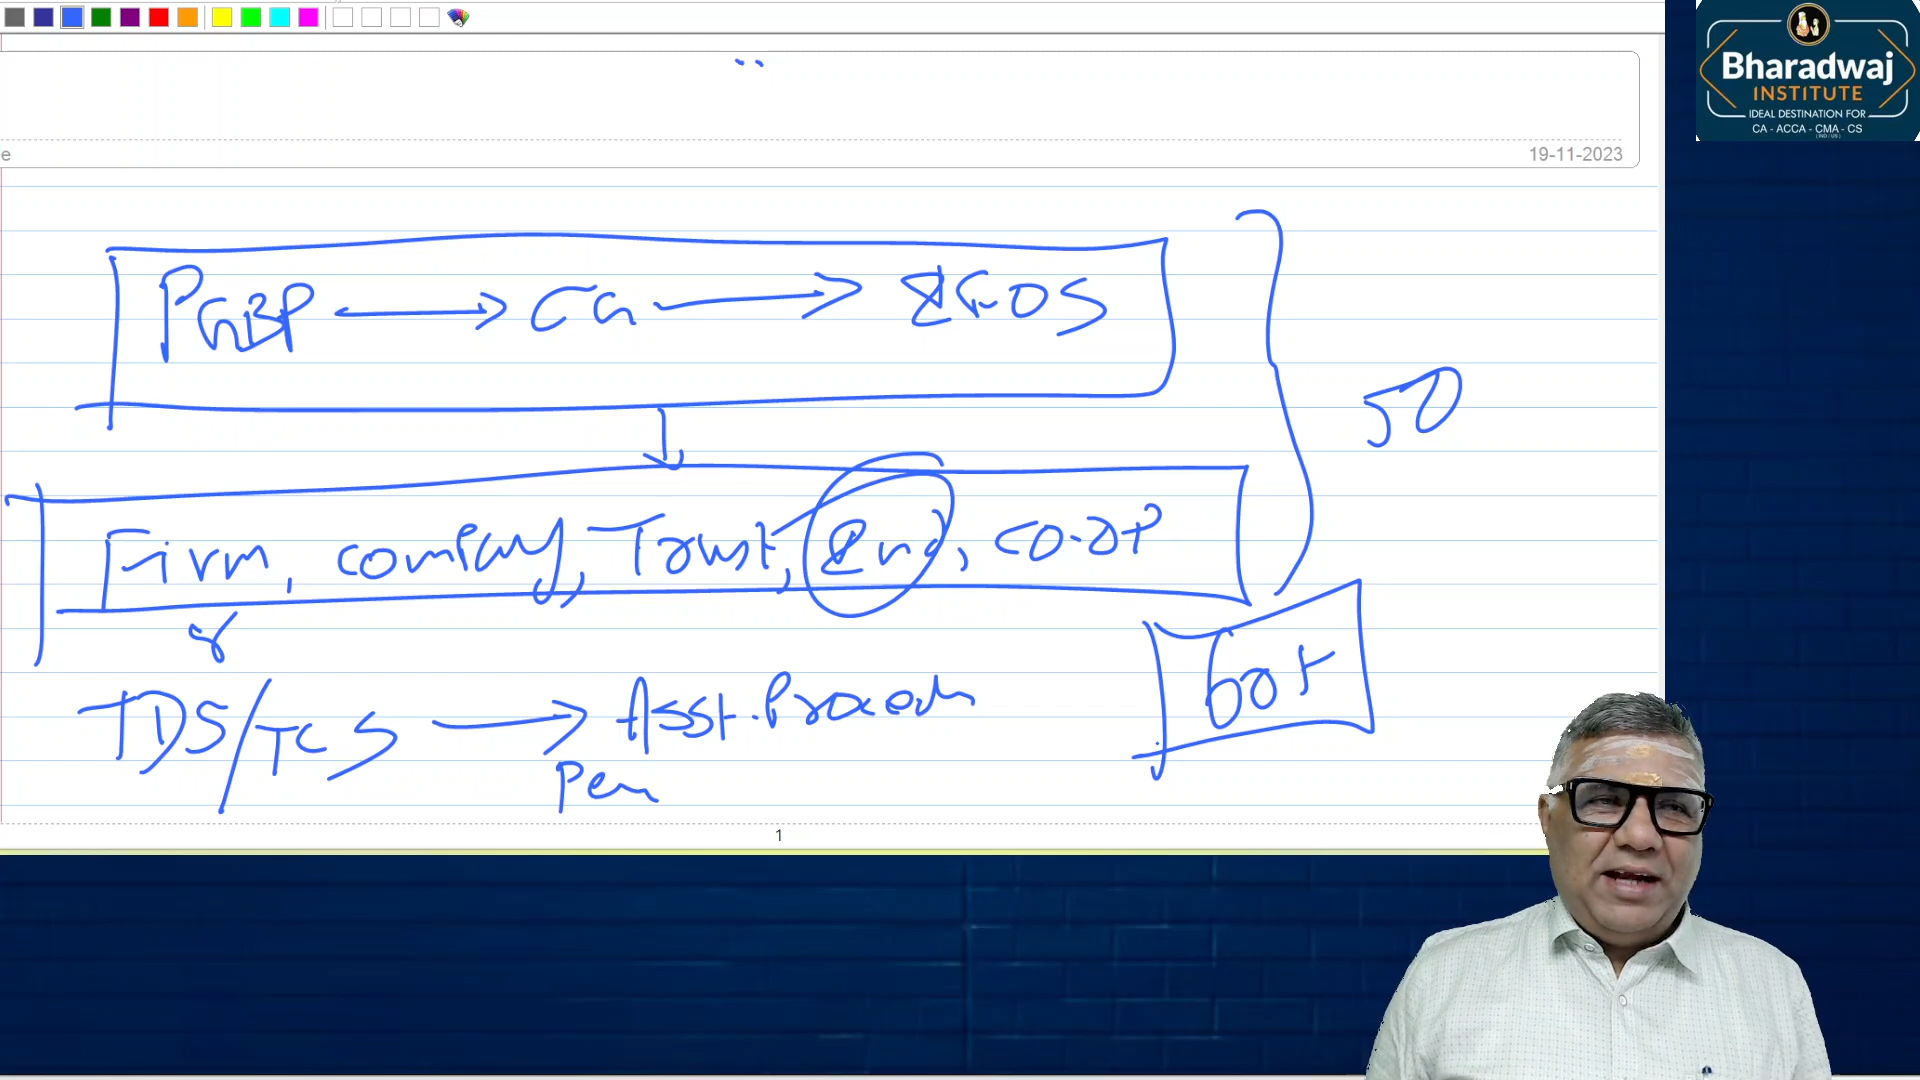 Bharadwaj
INSTITUTE
IDEAL DESTINATION FOR
CA - ACCA - CMA - CS
e
19-11-2023
PGBP → CG → IFOS
50
Firm, company, Trust, Ind, co-op
60+
TDS/TCS → Asst. Proced
Pen
1